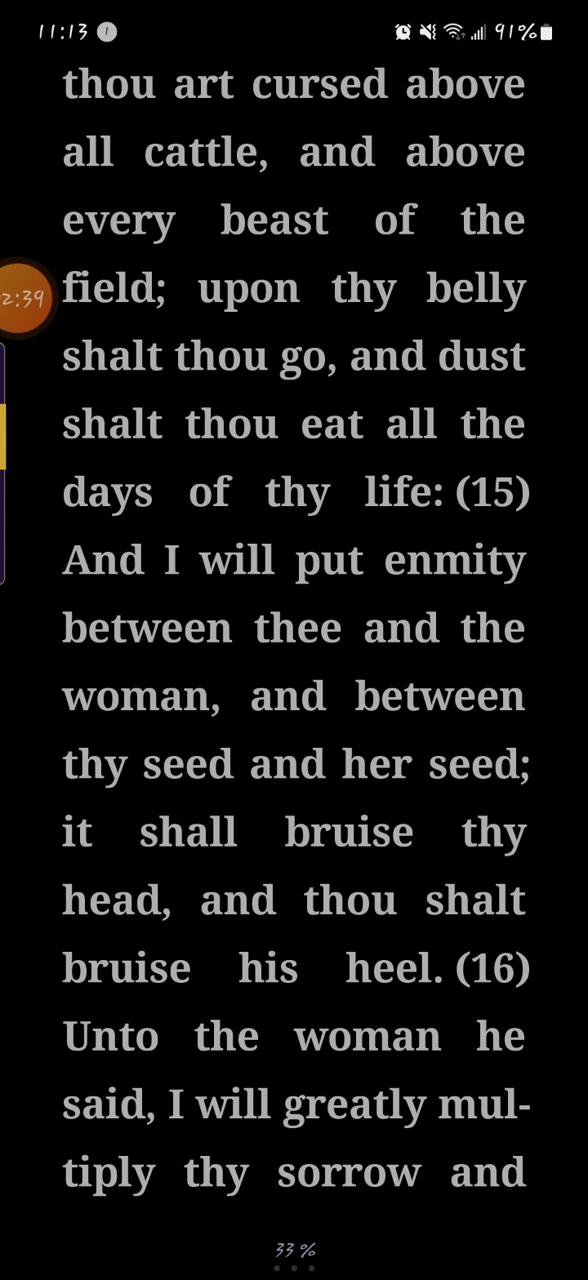 11:13
91%
thou art cursed above
all cattle, and above
every beast of the
2:39
field; upon thy belly
shalt thou go, and dust
shalt thou eat all the
days of thy life: (15)
And I will put enmity
between thee and the
woman, and between
thy seed and her seed;
it shall bruise thy
head, and thou shalt
bruise his heel. (16)
Unto the woman he
said, I will greatly mul-
tiply thy sorrow and
33%